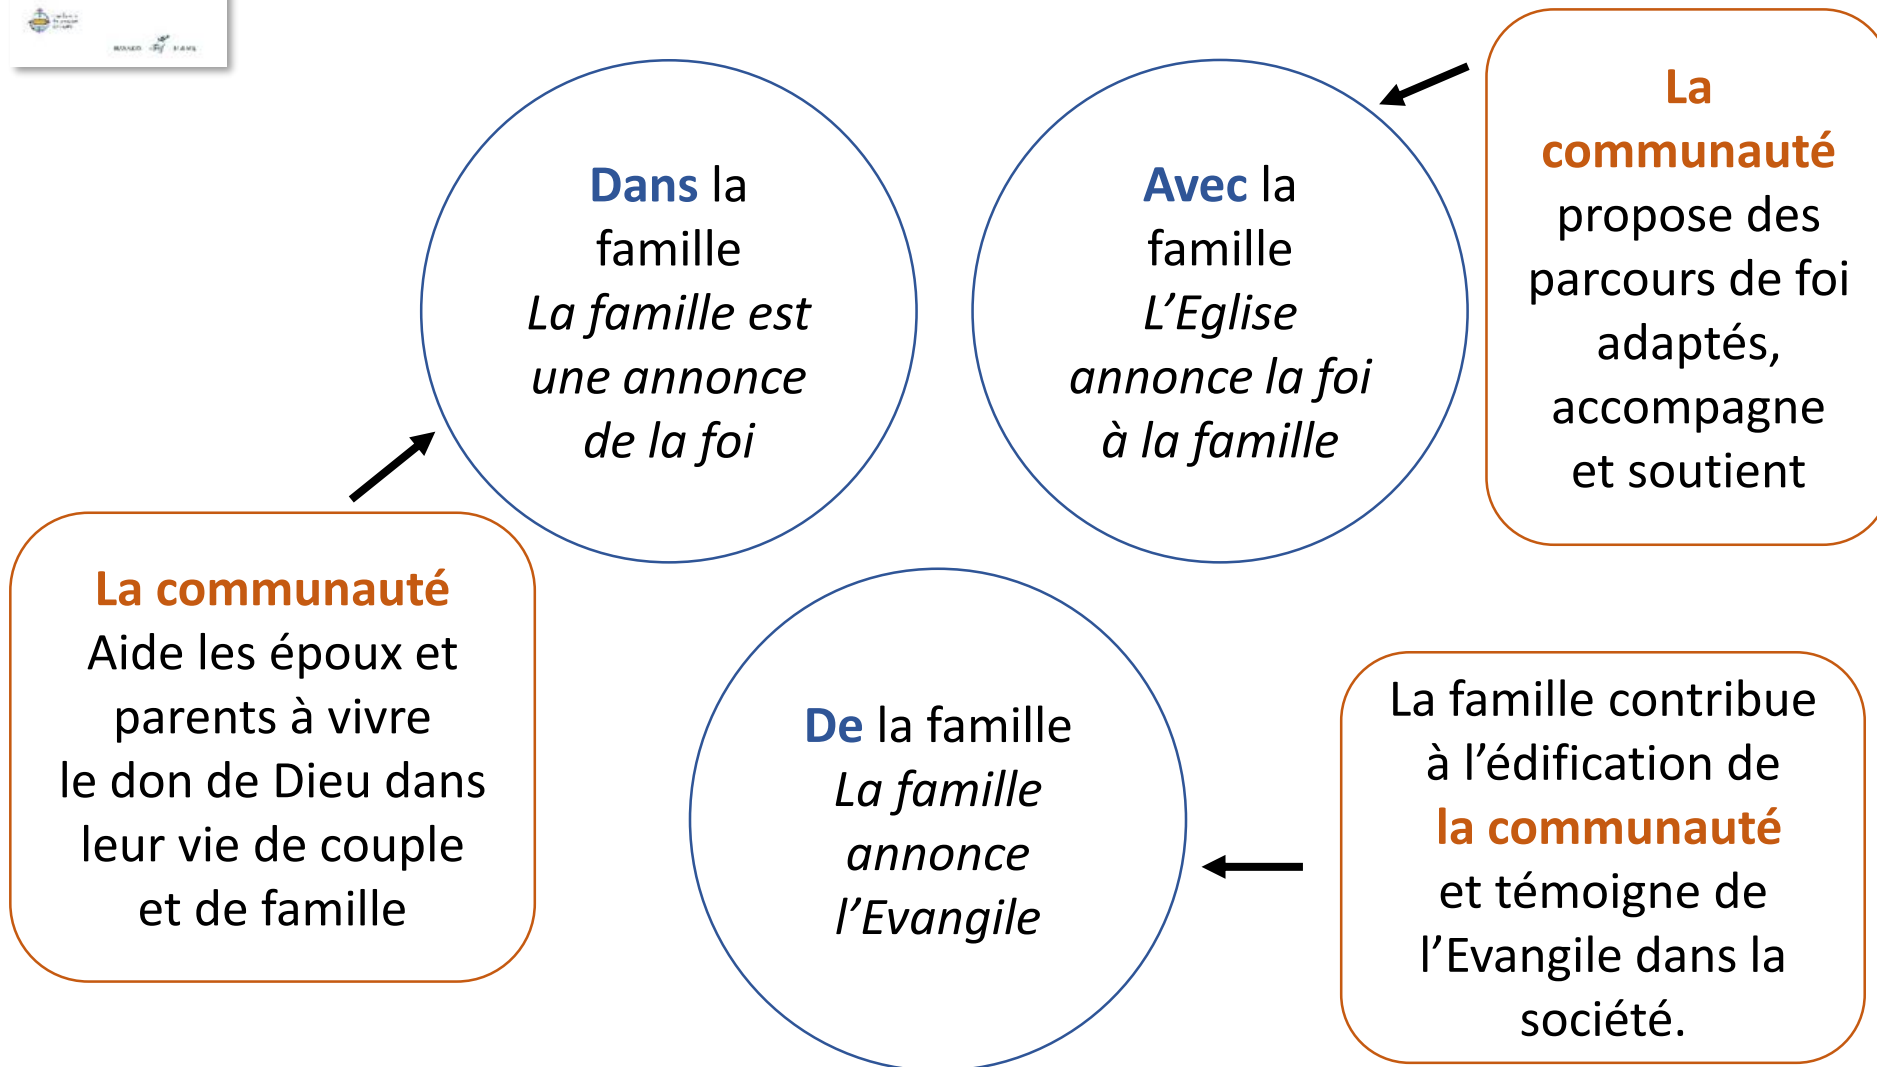 Dans la
famille
La famille est
une annonce
de la foi
Avec la
famille
L’Eglise
annonce la foi
à la famille
La
communauté
propose des
parcours de foi
adaptés,
accompagne
et soutient
La communauté
Aide les époux et
parents à vivre
le don de Dieu dans
leur vie de couple
et de famille
De la famille
La famille
annonce
l’Evangile
La famille contribue
à l’édification de
la communauté
et témoigne de
l’Evangile dans la
société.